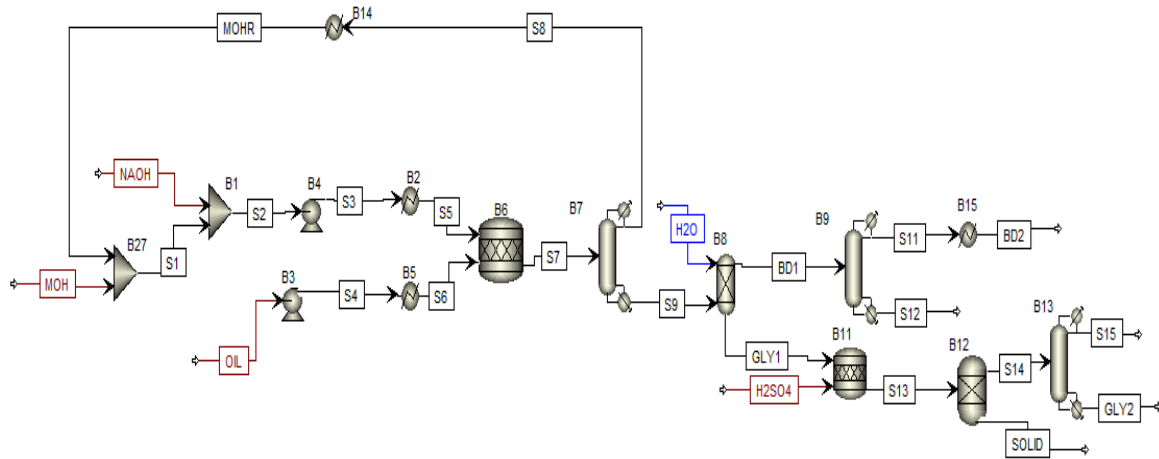 MOHR
B14
S8
NAOH
B1
B4
S3
B2
S2
S5
B6
B7
H2O
B8
B9
S11
B15
BD2
B27
S1
S7
BD1
MOH
B3
S4
B5
S6
S9
S12
B13
GLY1
B11
B12
S14
S15
OIL
H2SO4
S13
GLY2
SOLID